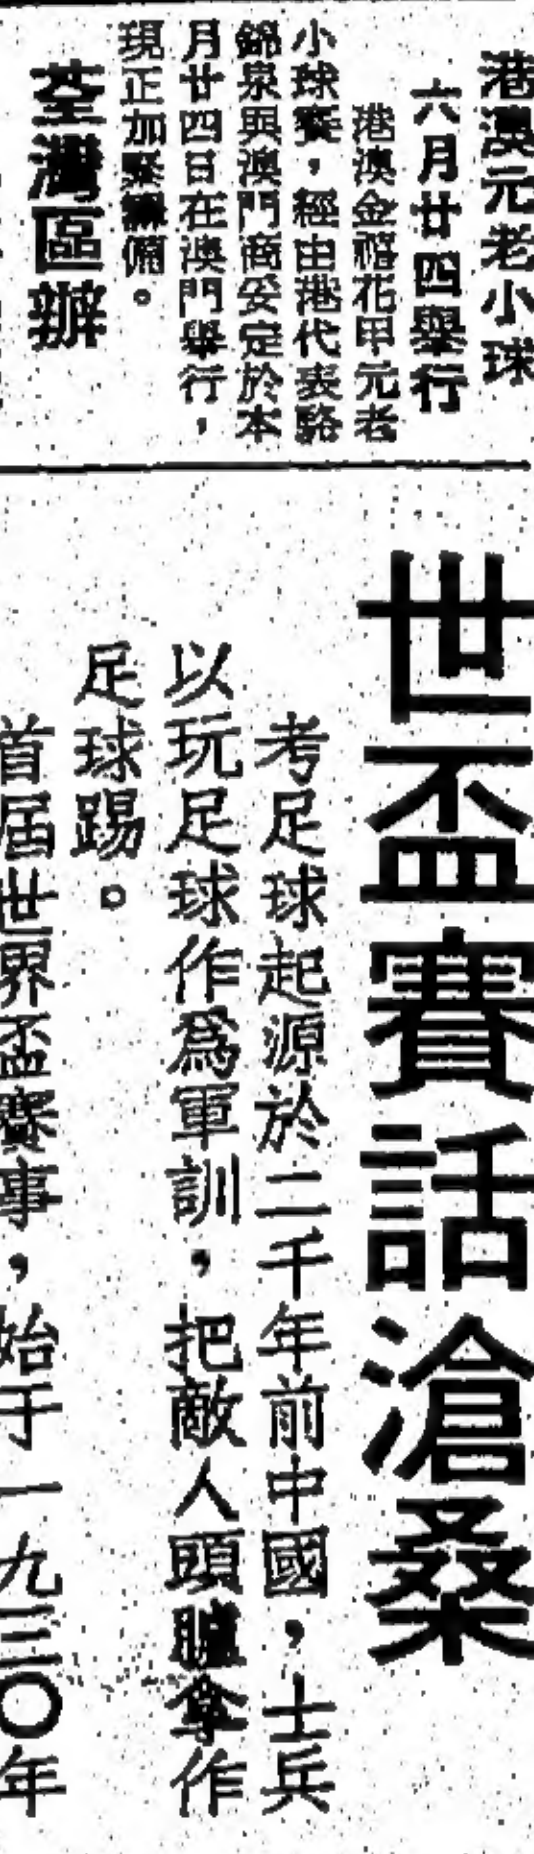 港澳元老小球
六月廿四舉行
港澳金禧花甲元老
小球賽，經由港代表駱
錦泉與澳門商妥定於本
月廿四日在澳門舉行，
現正加緊籌備。
荃灣區辦
世盃賽話滄桑
考足球起源於二千年前中國，士兵
以玩足球作爲軍訓，把敵人頭臚拿作
足球踢。
首屆世界盃賽事，始于一九三〇年